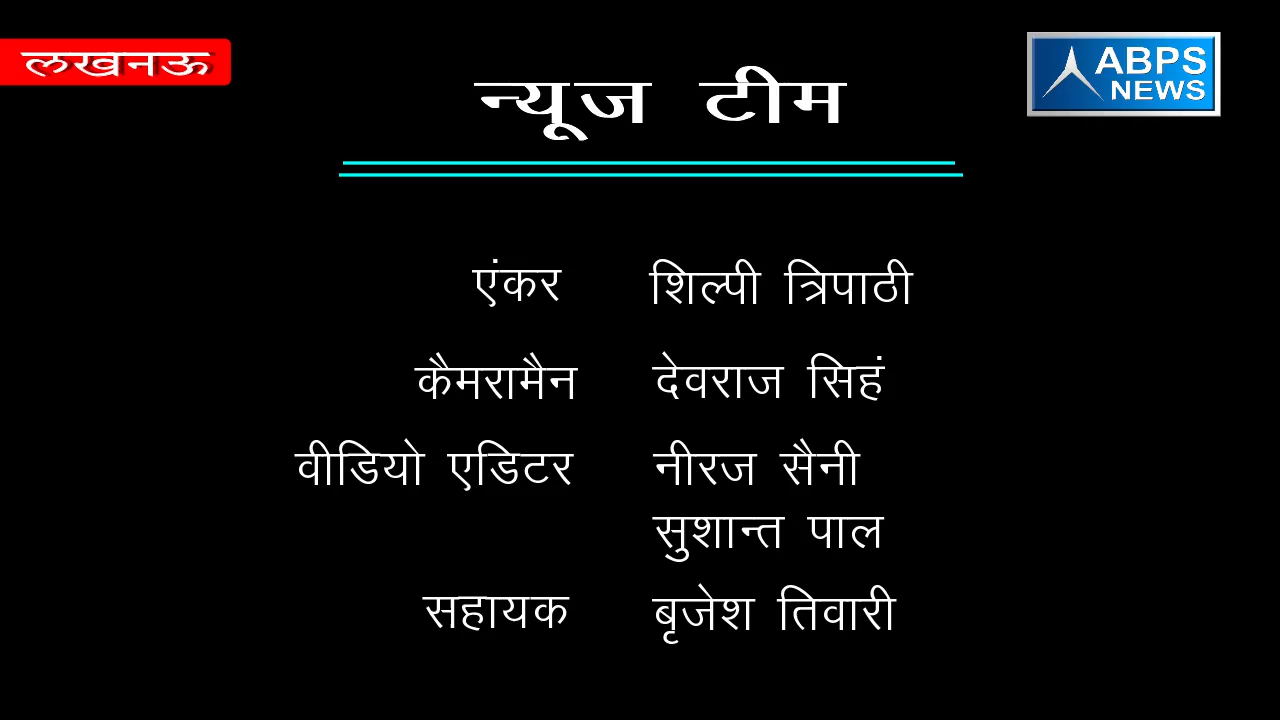 लखनऊ
ABPS
NEWS
न्यूज टीम
एंकर शिल्पी त्रिपाठी
कैमरामैन देवराज सिहं
वीडियो एडिटर नीरज सैनी
सुशान्त पाल
सहायक बृजेश तिवारी